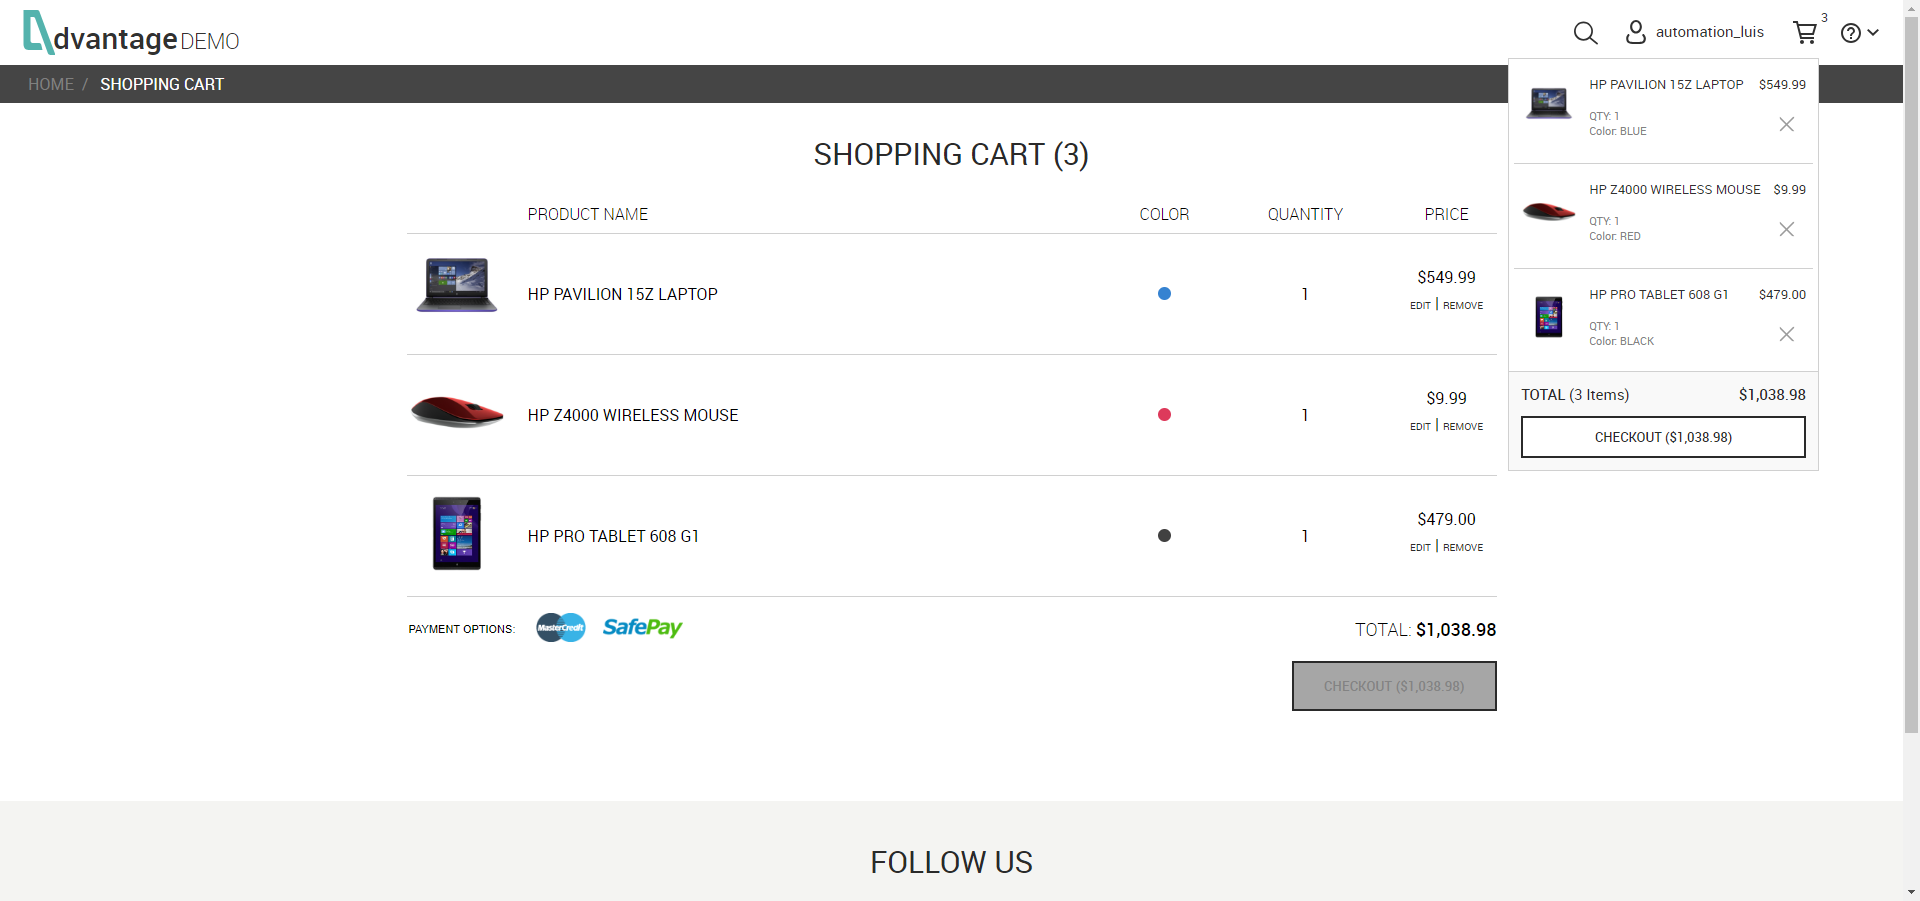 dvantage DEMO
automation_luis
3
HOME / SHOPPING CART
SHOPPING CART (3)
PRODUCT NAME COLOR QUANTITY PRICE
HP PAVILION 15Z LAPTOP 1 $549.99
EDIT | REMOVE
HP Z4000 WIRELESS MOUSE 1 $9.99
EDIT | REMOVE
HP PRO TABLET 608 G1 1 $479.00
EDIT | REMOVE
PAYMENT OPTIONS: MasterCredit SafePay TOTAL: $1,038.98
CHECKOUT ($1,038.98)
HP PAVILION 15Z LAPTOP $549.99
QTY: 1
Color: BLUE
HP Z4000 WIRELESS MOUSE $9.99
QTY: 1
Color: RED
HP PRO TABLET 608 G1 $479.00
QTY: 1
Color: BLACK
TOTAL (3 Items) $1,038.98
CHECKOUT ($1,038.98)
FOLLOW US